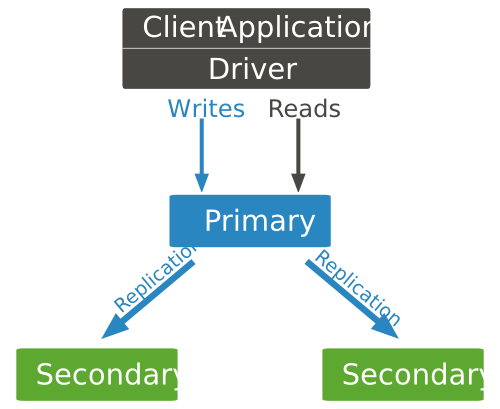 Client Application
Driver
Writes Reads
Primary
Replication Replication
Secondary Secondary